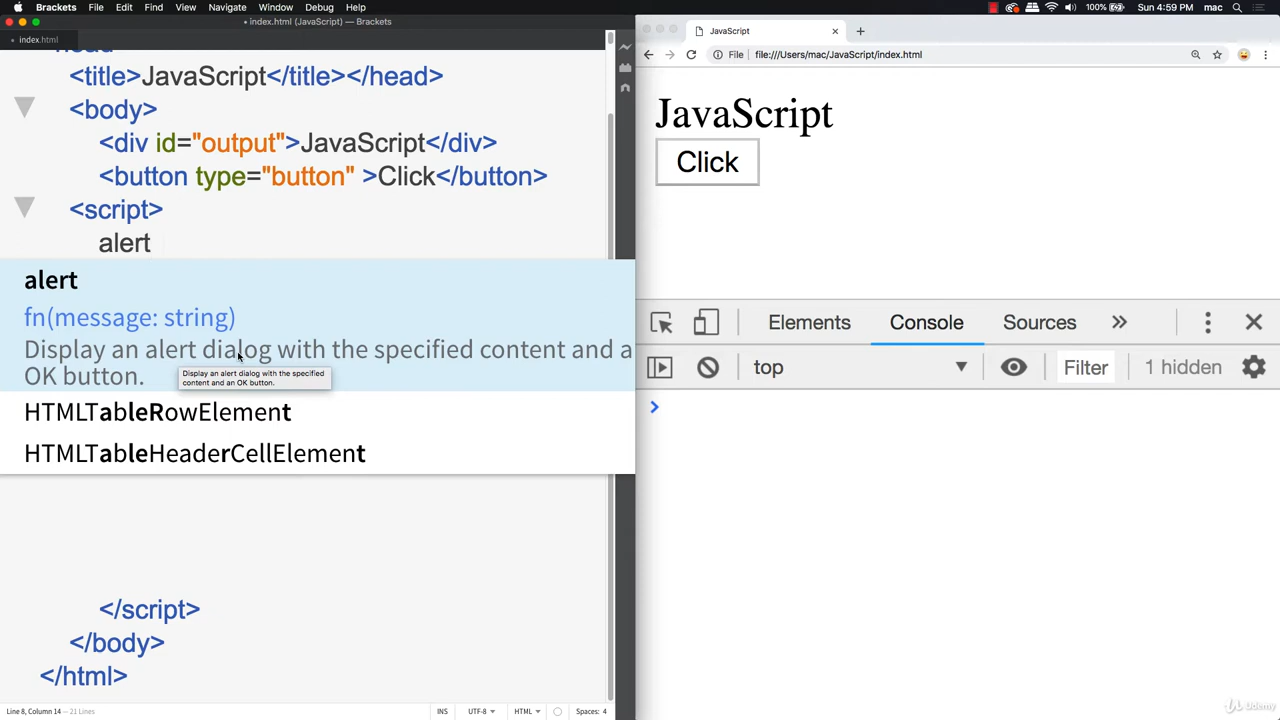 Brackets File Edit Find View Navigate Window Debug Help
100% Sun 4:59 PM mac
• index.html (JavaScript) — Brackets
• index.html
<title>JavaScript</title></head>
<body>
<div id="output">JavaScript</div>
<button type="button" >Click</button>
<script>
alert
alert
fn(message: string)
Display an alert dialog with the specified content and a
OK button.
Display an alert dialog with the specified
content and an OK button.
HTMLTableRowElement
HTMLTableHeaderCellElement
</script>
</body>
</html>
Line 8, Column 14 — 21 Lines
INS UTF-8 HTML Spaces: 4
JavaScript
File file:///Users/mac/JavaScript/index.html
JavaScript
Click
Elements Console Sources
top Filter 1 hidden
Udemy